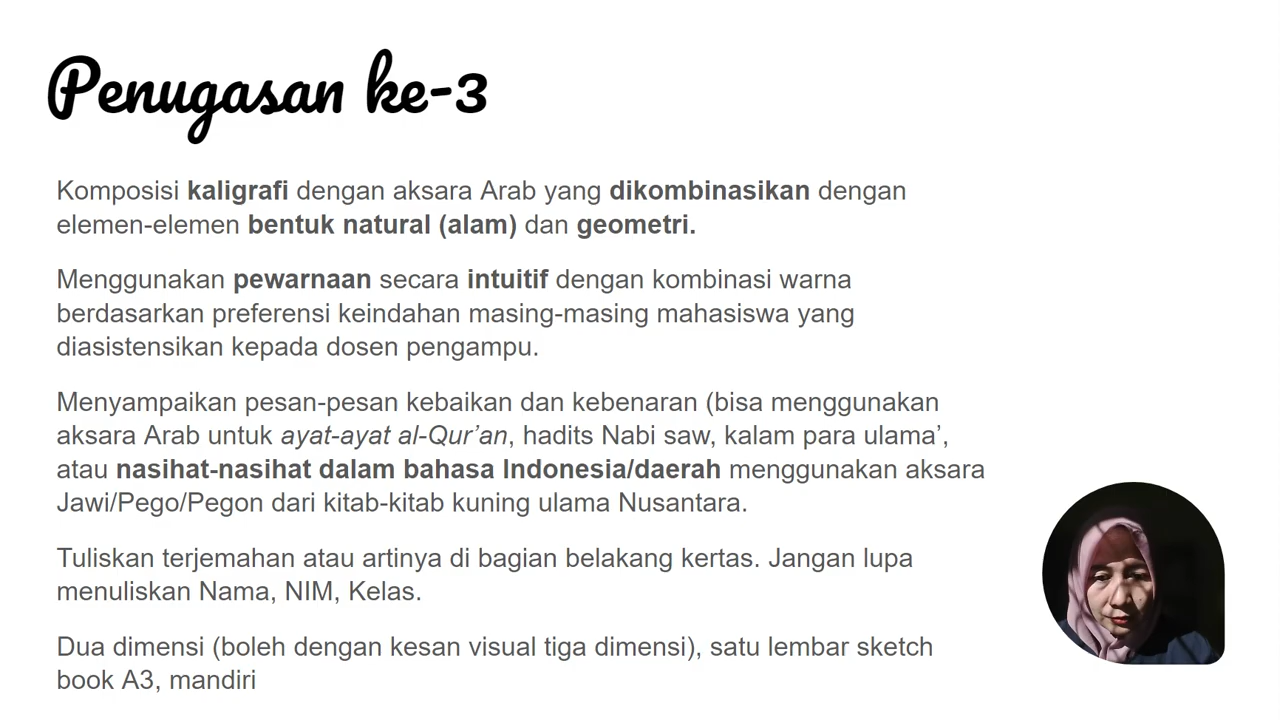 Penugasan ke-3
Komposisi kaligrafi dengan aksara Arab yang dikombinasikan dengan
elemen-elemen bentuk natural (alam) dan geometri.
Menggunakan pewarnaan secara intuitif dengan kombinasi warna
berdasarkan preferensi keindahan masing-masing mahasiswa yang
diasistensikan kepada dosen pengampu.
Menyampaikan pesan-pesan kebaikan dan kebenaran (bisa menggunakan
aksara Arab untuk ayat-ayat al-Qur’an, hadits Nabi saw, kalam para ulama’,
atau nasihat-nasihat dalam bahasa Indonesia/daerah menggunakan aksara
Jawi/Pego/Pegon dari kitab-kitab kuning ulama Nusantara.
Tuliskan terjemahan atau artinya di bagian belakang kertas. Jangan lupa
menuliskan Nama, NIM, Kelas.
Dua dimensi (boleh dengan kesan visual tiga dimensi), satu lembar sketch
book A3, mandiri